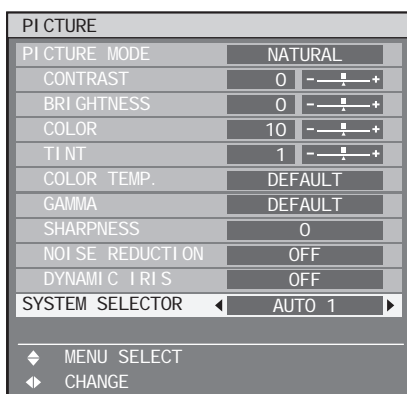 PICTURE
PICTURE MODE NATURAL
CONTRAST 0 - +
BRIGHTNESS 0 - +
COLOR 10 - +
TINT 1 - +
COLOR TEMP. DEFAULT
GAMMA DEFAULT
SHARPNESS 0
NOISE REDUCTION OFF
DYNAMIC IRIS OFF
SYSTEM SELECTOR AUTO 1
MENU SELECT
CHANGE